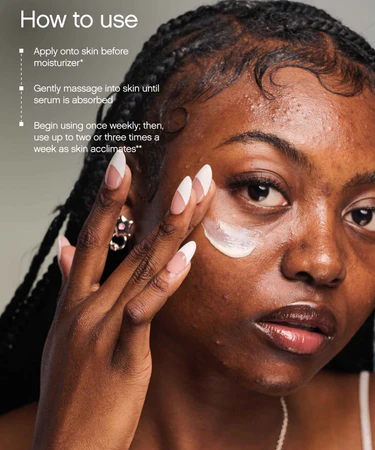 How to use
Apply onto skin before
moisturizer*
Gently massage into skin until
serum is absorbed
Begin using once weekly; then,
use up to two or three times a
week as skin acclimates**